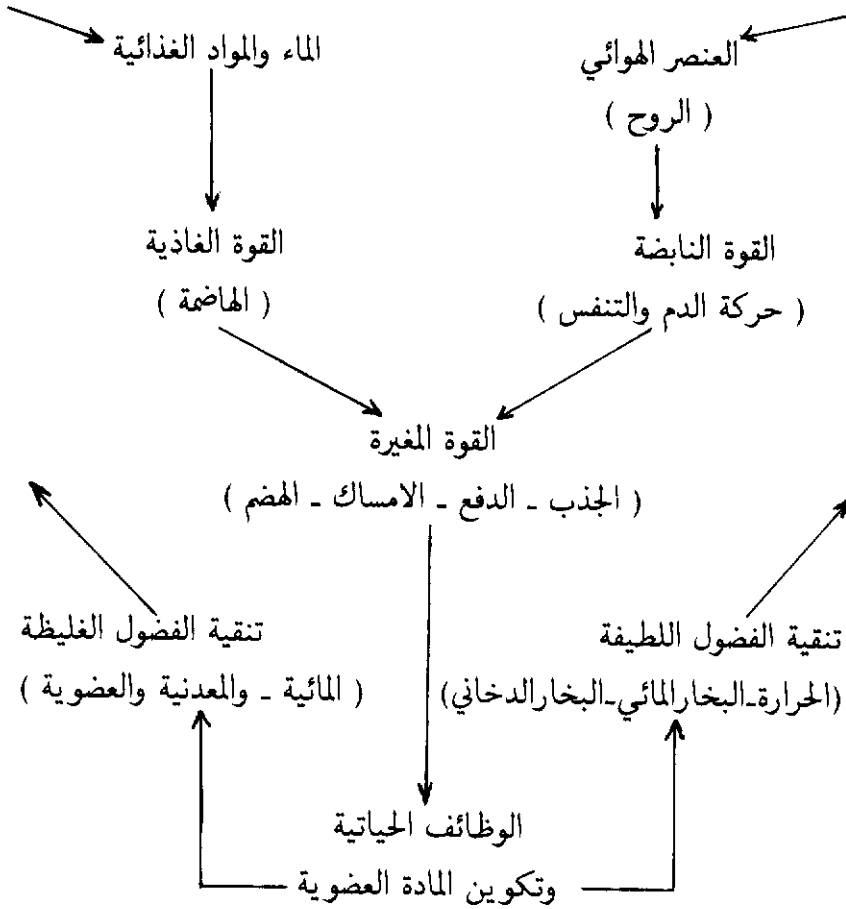 العنصر الهوائي
( الروح )
الماء والمواد الغذائية
القوة النابضة
( حركة الدم والتنفس )
القوة الغاذية
( الهاضمة )
القوة المغيرة
( الجذب - الدفع - الامساك - الهضم )
تنقية الفضول اللطيفة
(الحرارة-البخارالمائي-البخارالدخاني)
تنقية الفضول الغليظة
( المائية - والمعدنية والعضوية )
الوظائف الحياتية
وتكوين المادة العضوية